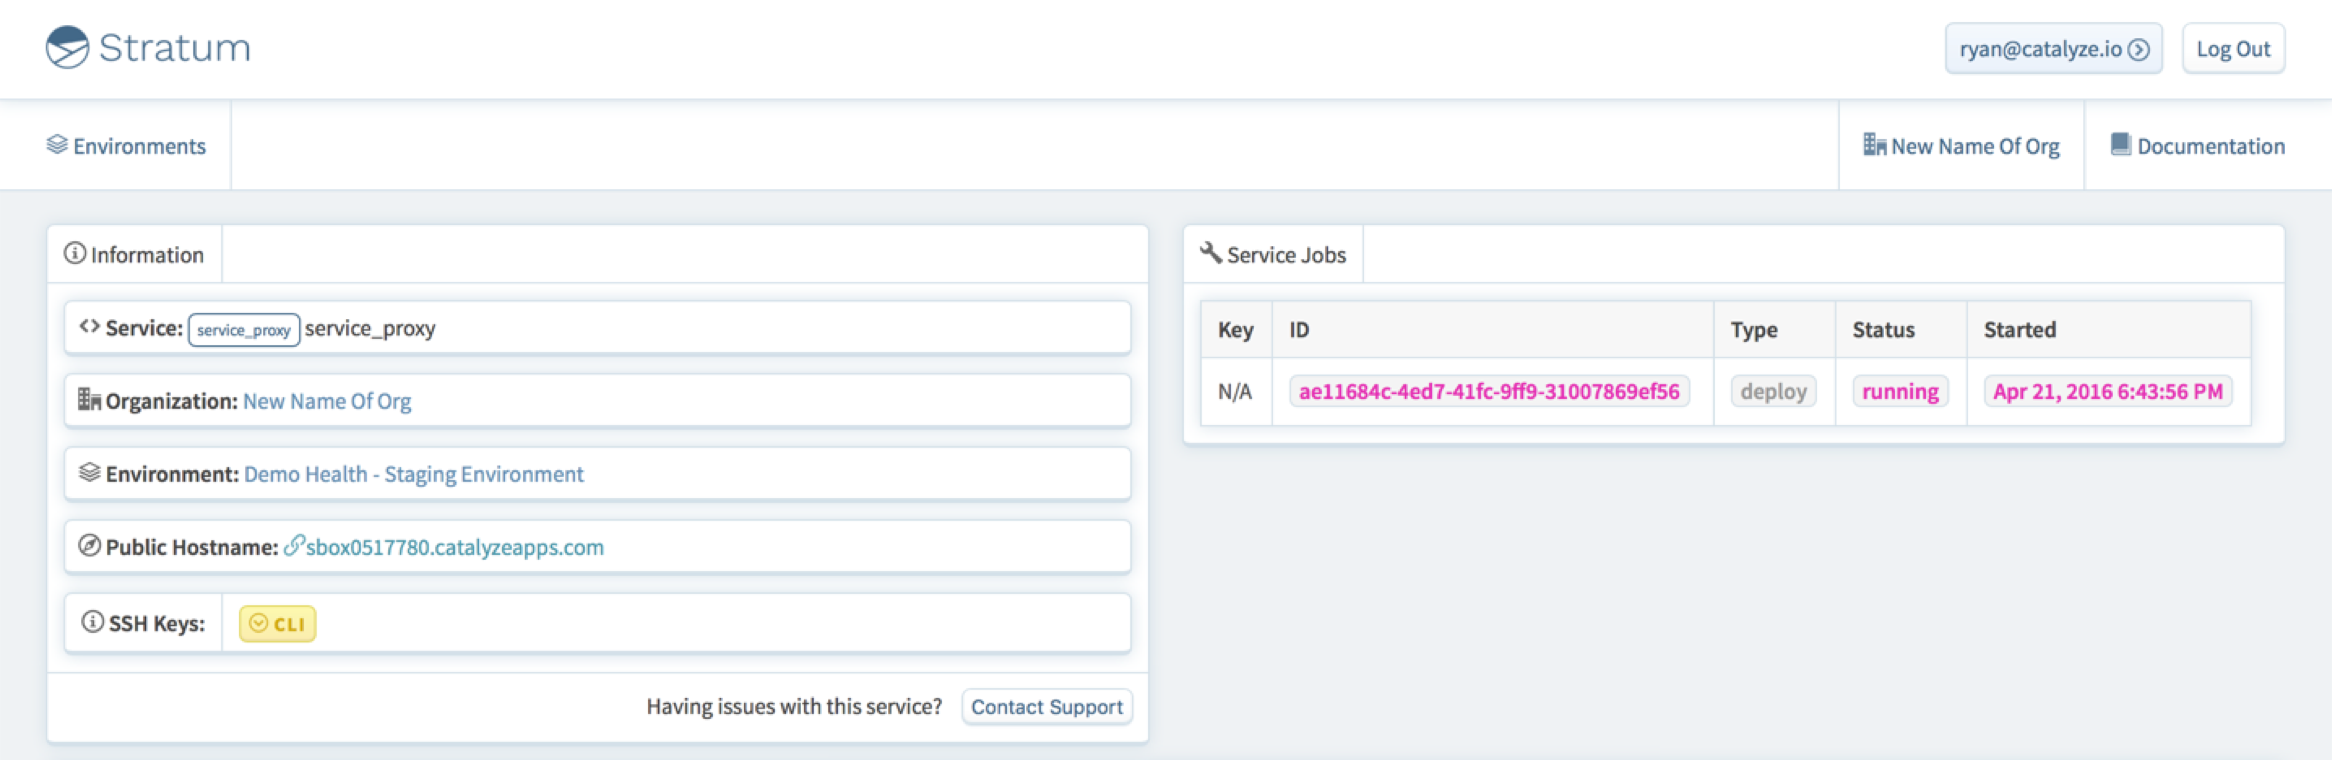 Stratum
ryan@catalyze.io
Log Out
Environments
New Name Of Org
Documentation
Information
Service: service_proxy service_proxy
Organization: New Name Of Org
Environment: Demo Health - Staging Environment
Public Hostname: sbox0517780.catalyzeapps.com
SSH Keys: CLI
Having issues with this service? Contact Support
Service Jobs
Key ID Type Status Started
N/A ae11684c-4ed7-41fc-9ff9-31007869ef56 deploy running Apr 21, 2016 6:43:56 PM